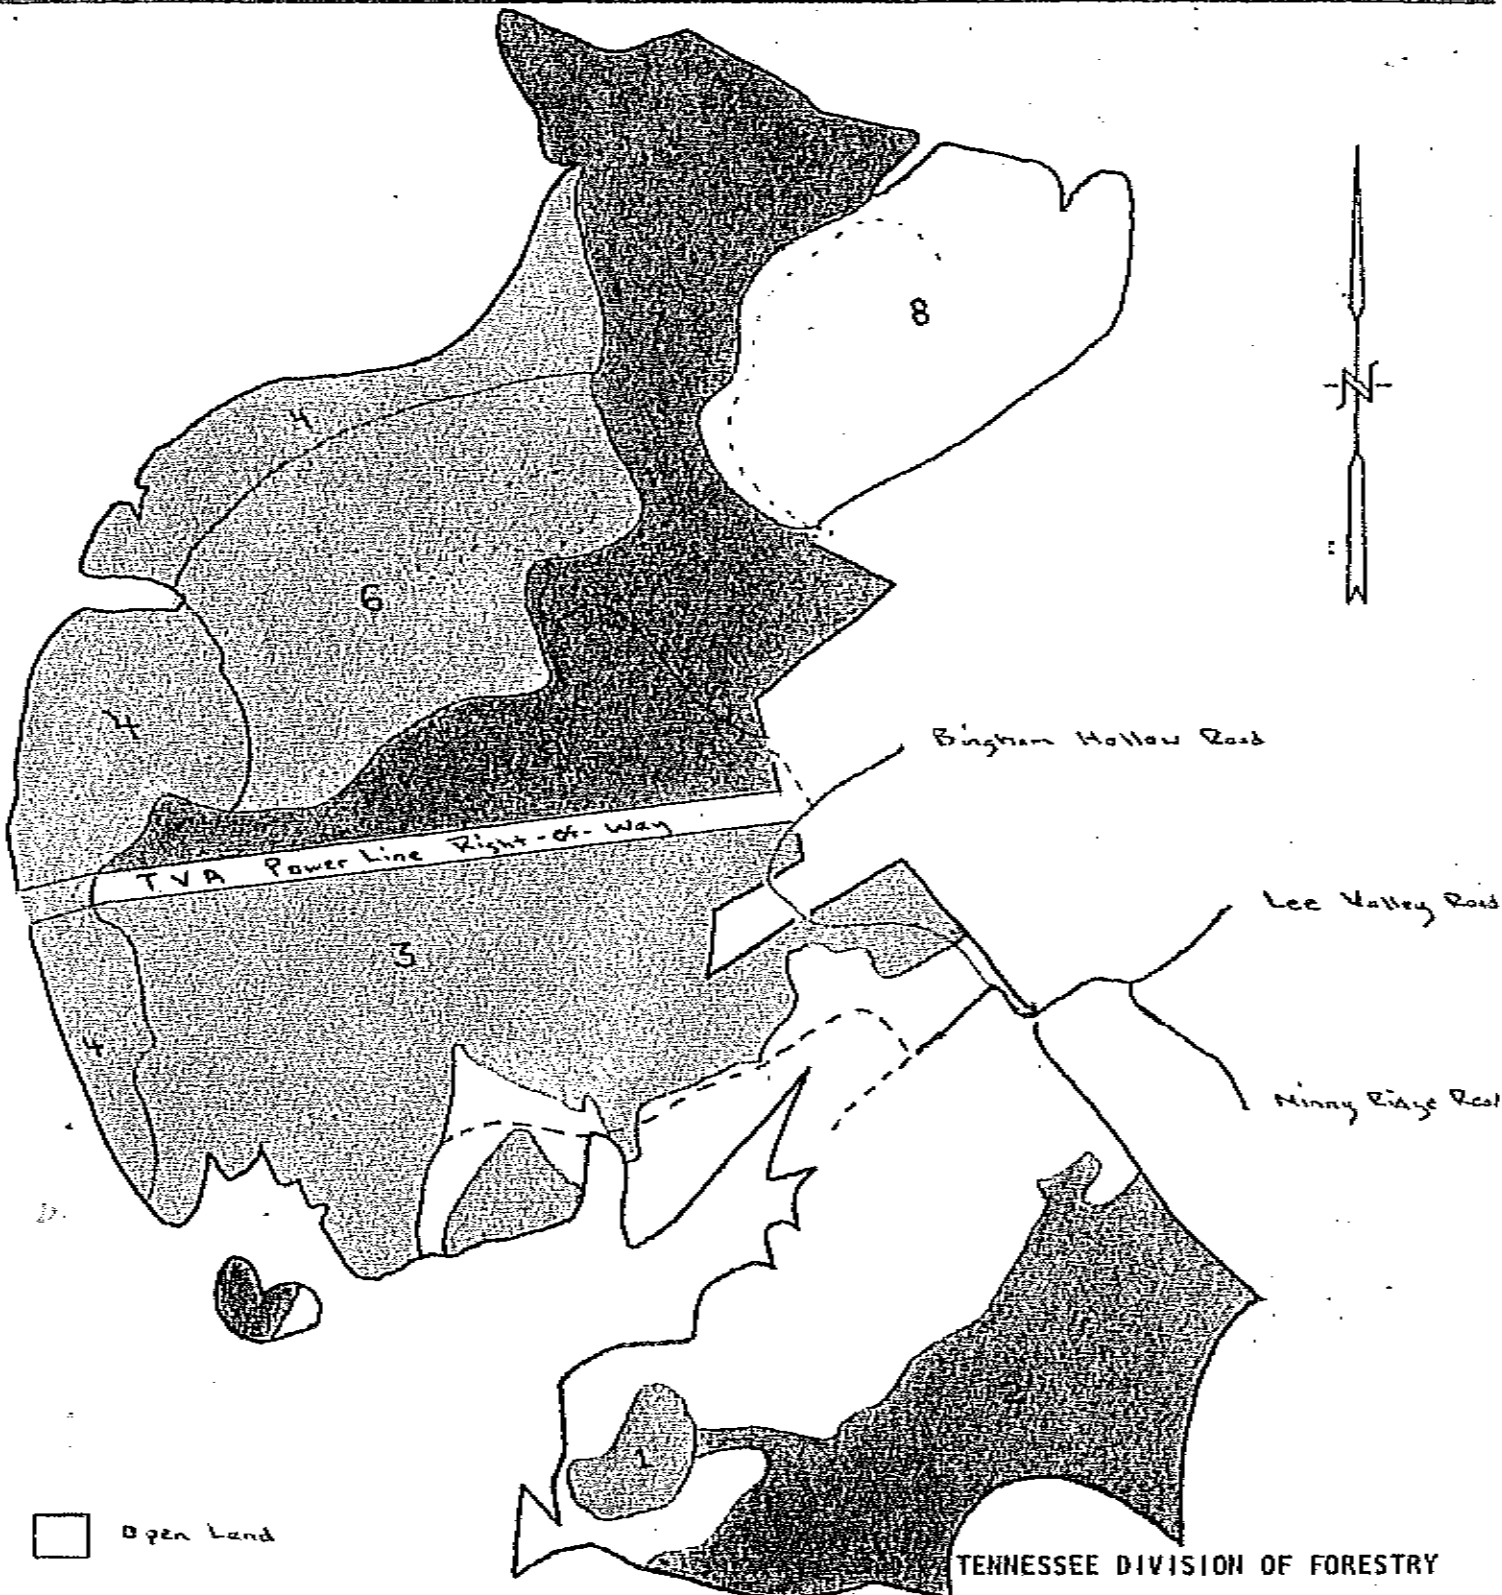 8
N
4
6
4
Bingham Hollow Road
TVA Power Line Right-of-Way
Lee Valley Road
3
4
Ninny Ridge Road
2
1
Open Land
TENNESSEE DIVISION OF FORESTRY